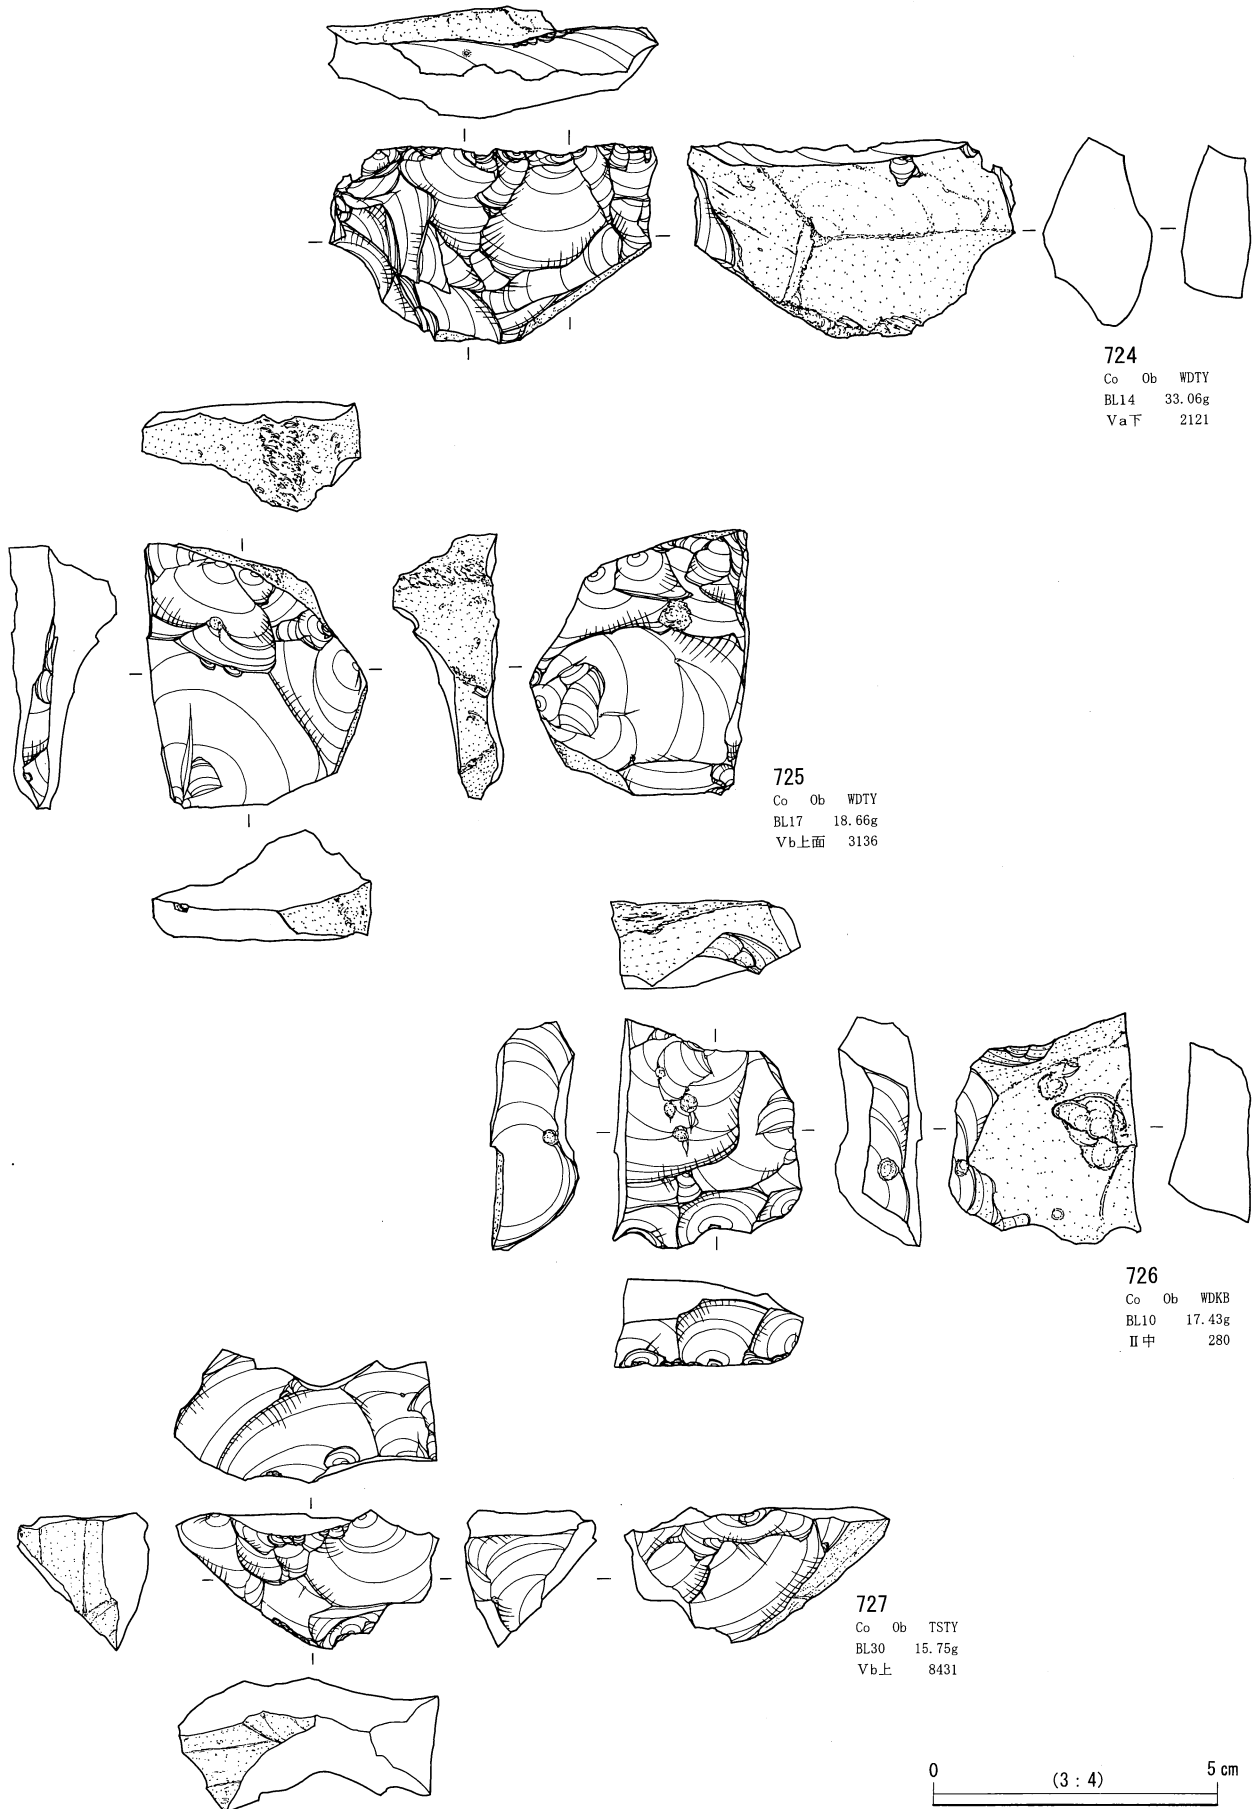 724
Co Ob WDTY
BL14 33.06g
Ⅴa下 2121
725
Co Ob WDTY
BL17 18.66g
Ⅴb上面 3136
726
Co Ob WDKB
BL10 17.43g
Ⅱ中 280
727
Co Ob TSTY
BL30 15.75g
Ⅴb上 8431
0 (3 : 4) 5 cm